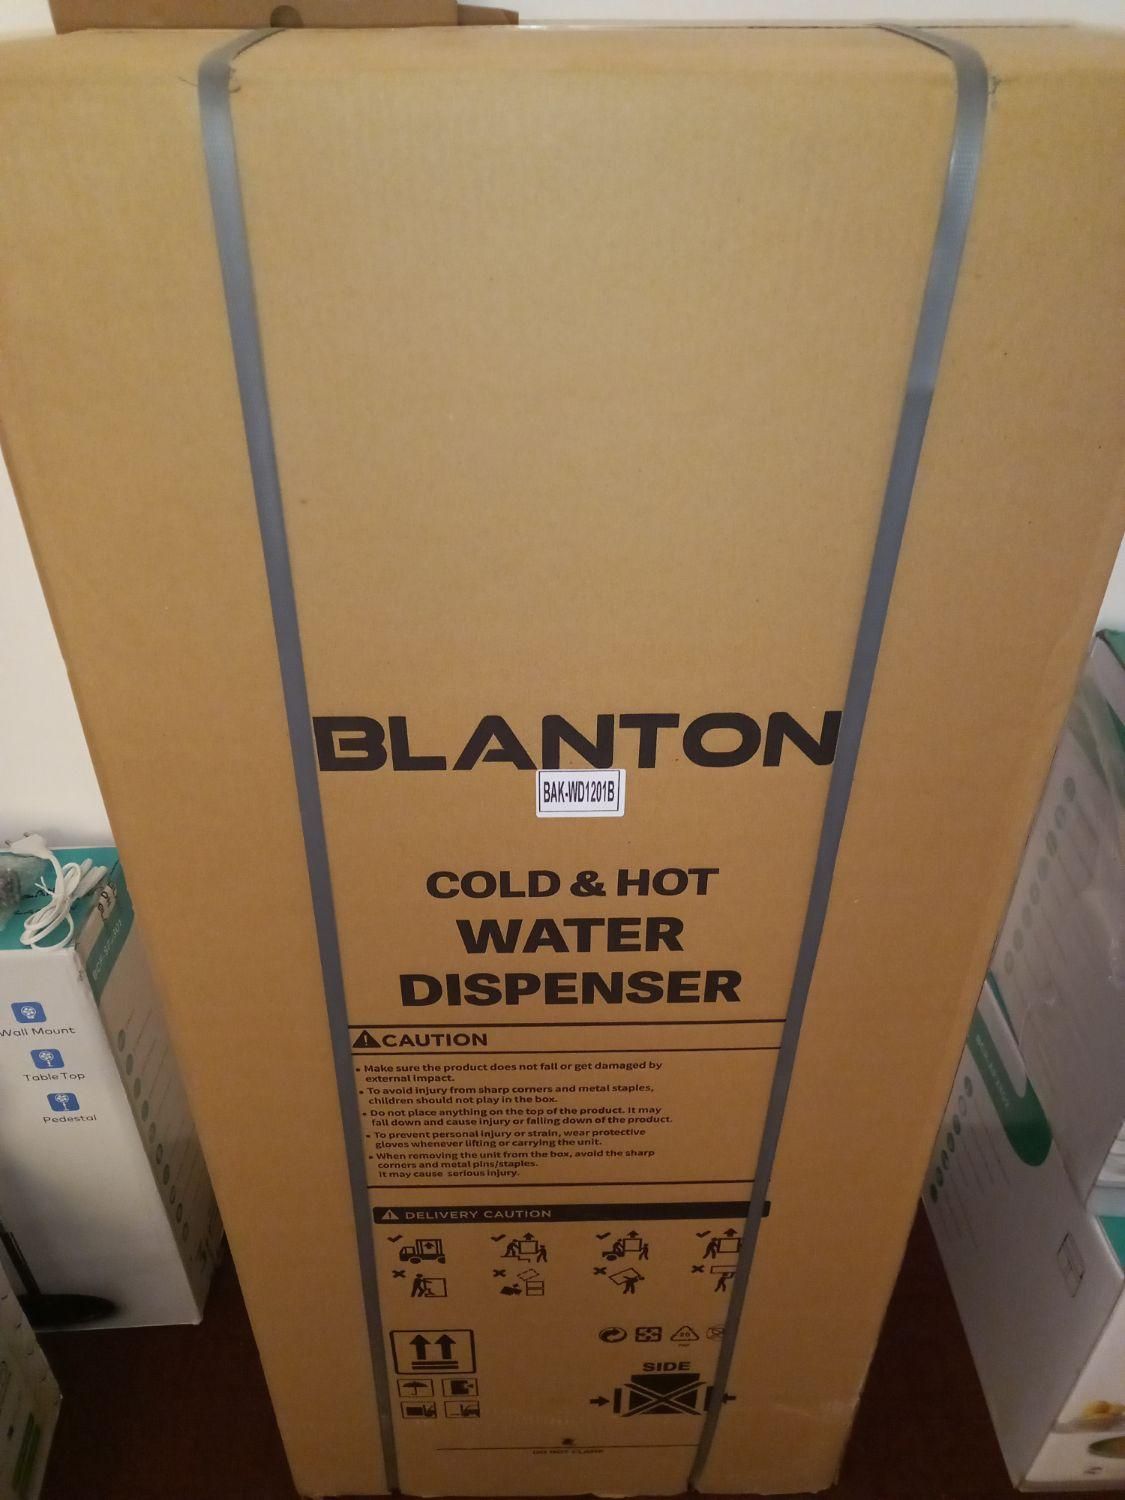 BLANTON
BAK-WD1201B
COLD & HOT
WATER
DISPENSER
CAUTION
• Make sure the product does not fall or get damaged by
external impact.
• To avoid injury from sharp corners and metal staples,
children should not play in the box.
• Do not place anything on the top of the product. It may
fall down and cause injury or falling down of the product.
• To prevent personal injury or strain, wear protective
gloves whenever lifting or carrying the unit.
• When removing the unit from the box, avoid the sharp
corners and metal pins/staples.
It may cause serious injury.
DELIVERY CAUTION
20
PAP
SIDE
DO NOT CLAMP
Wall Mount
Table Top
Pedestal